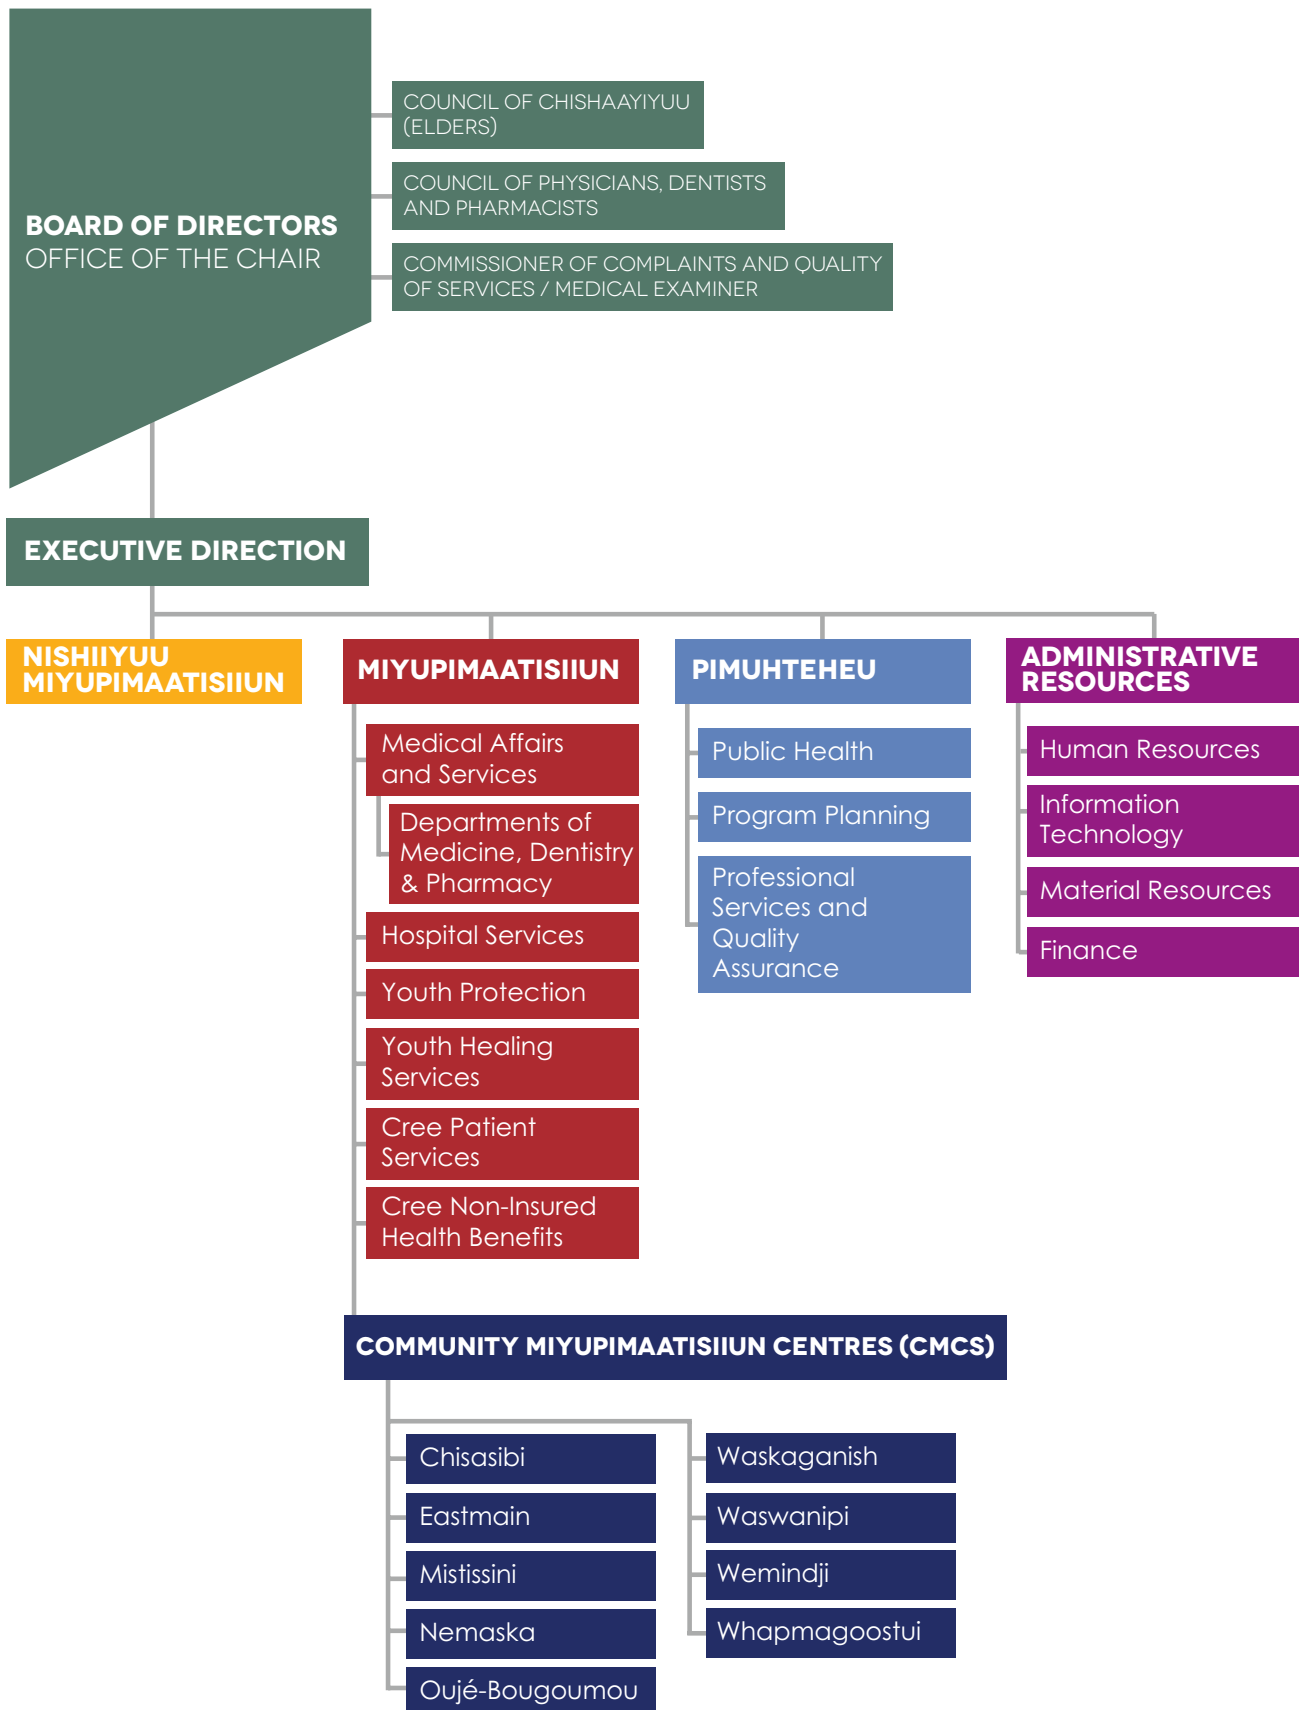 COUNCIL OF CHISHAAYIYUU
(ELDERS)
COUNCIL OF PHYSICIANS, DENTISTS
AND PHARMACISTS
BOARD OF DIRECTORS
OFFICE OF THE CHAIR
COMMISSIONER OF COMPLAINTS AND QUALITY
OF SERVICES / MEDICAL EXAMINER
EXECUTIVE DIRECTION
NISHIIYUU
MIYUPIMAATISIIUN
MIYUPIMAATISIIUN
Medical Affairs
and Services
Departments of
Medicine, Dentistry
& Pharmacy
Hospital Services
Youth Protection
Youth Healing
Services
Cree Patient
Services
Cree Non-Insured
Health Benefits
PIMUHTEHEU
Public Health
Program Planning
Professional
Services and
Quality
Assurance
ADMINISTRATIVE
RESOURCES
Human Resources
Information
Technology
Material Resources
Finance
COMMUNITY MIYUPIMAATISIIUN CENTRES (CMCS)
Chisasibi
Eastmain
Mistissini
Nemaska
Oujé-Bougoumou
Waskaganish
Waswanipi
Wemindji
Whapmagoostui